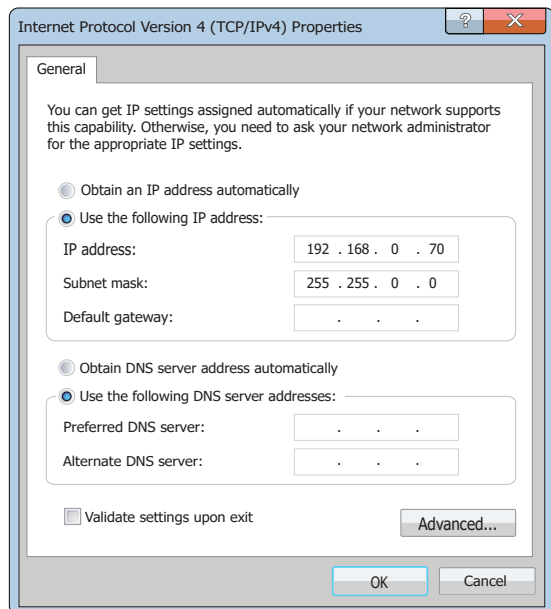 Internet Protocol Version 4 (TCP/IPv4) Properties
?
X
General
You can get IP settings assigned automatically if your network supports
this capability. Otherwise, you need to ask your network administrator
for the appropriate IP settings.
Obtain an IP address automatically
Use the following IP address:
IP address: 192 . 168 . 0 . 70
Subnet mask: 255 . 255 . 0 . 0
Default gateway: . . .
Obtain DNS server address automatically
Use the following DNS server addresses:
Preferred DNS server: . . .
Alternate DNS server: . . .
Validate settings upon exit
Advanced...
OK Cancel